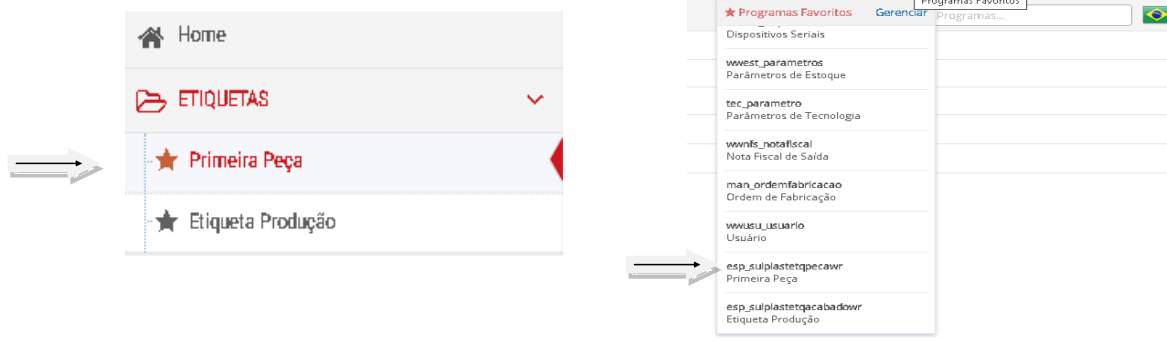 Home
ETIQUETAS
Primeira Peça
Etiqueta Produção
Programas Favoritos
Programas Favoritos
Gerenciar
Programas...
Dispositivos Seriais
wwest_parametros
Parâmetros de Estoque
tec_parametro
Parâmetros de Tecnologia
wwnfs_notafiscal
Nota Fiscal de Saída
man_ordemfabricacao
Ordem de Fabricação
wwusu_usuario
Usuário
esp_sulplastetqpecawr
Primeira Peça
esp_sulplastetqacabadowr
Etiqueta Produção